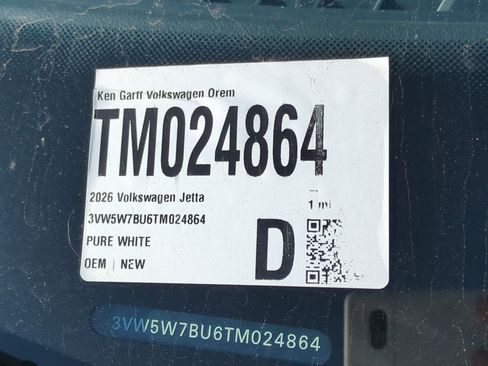 Ken Garff Volkswagen Orem
TM024864
2026 Volkswagen Jetta
1 mi
3VW5W7BU6TM024864
PURE WHITE
OEM | NEW
D
3VW5W7BU6TM024864